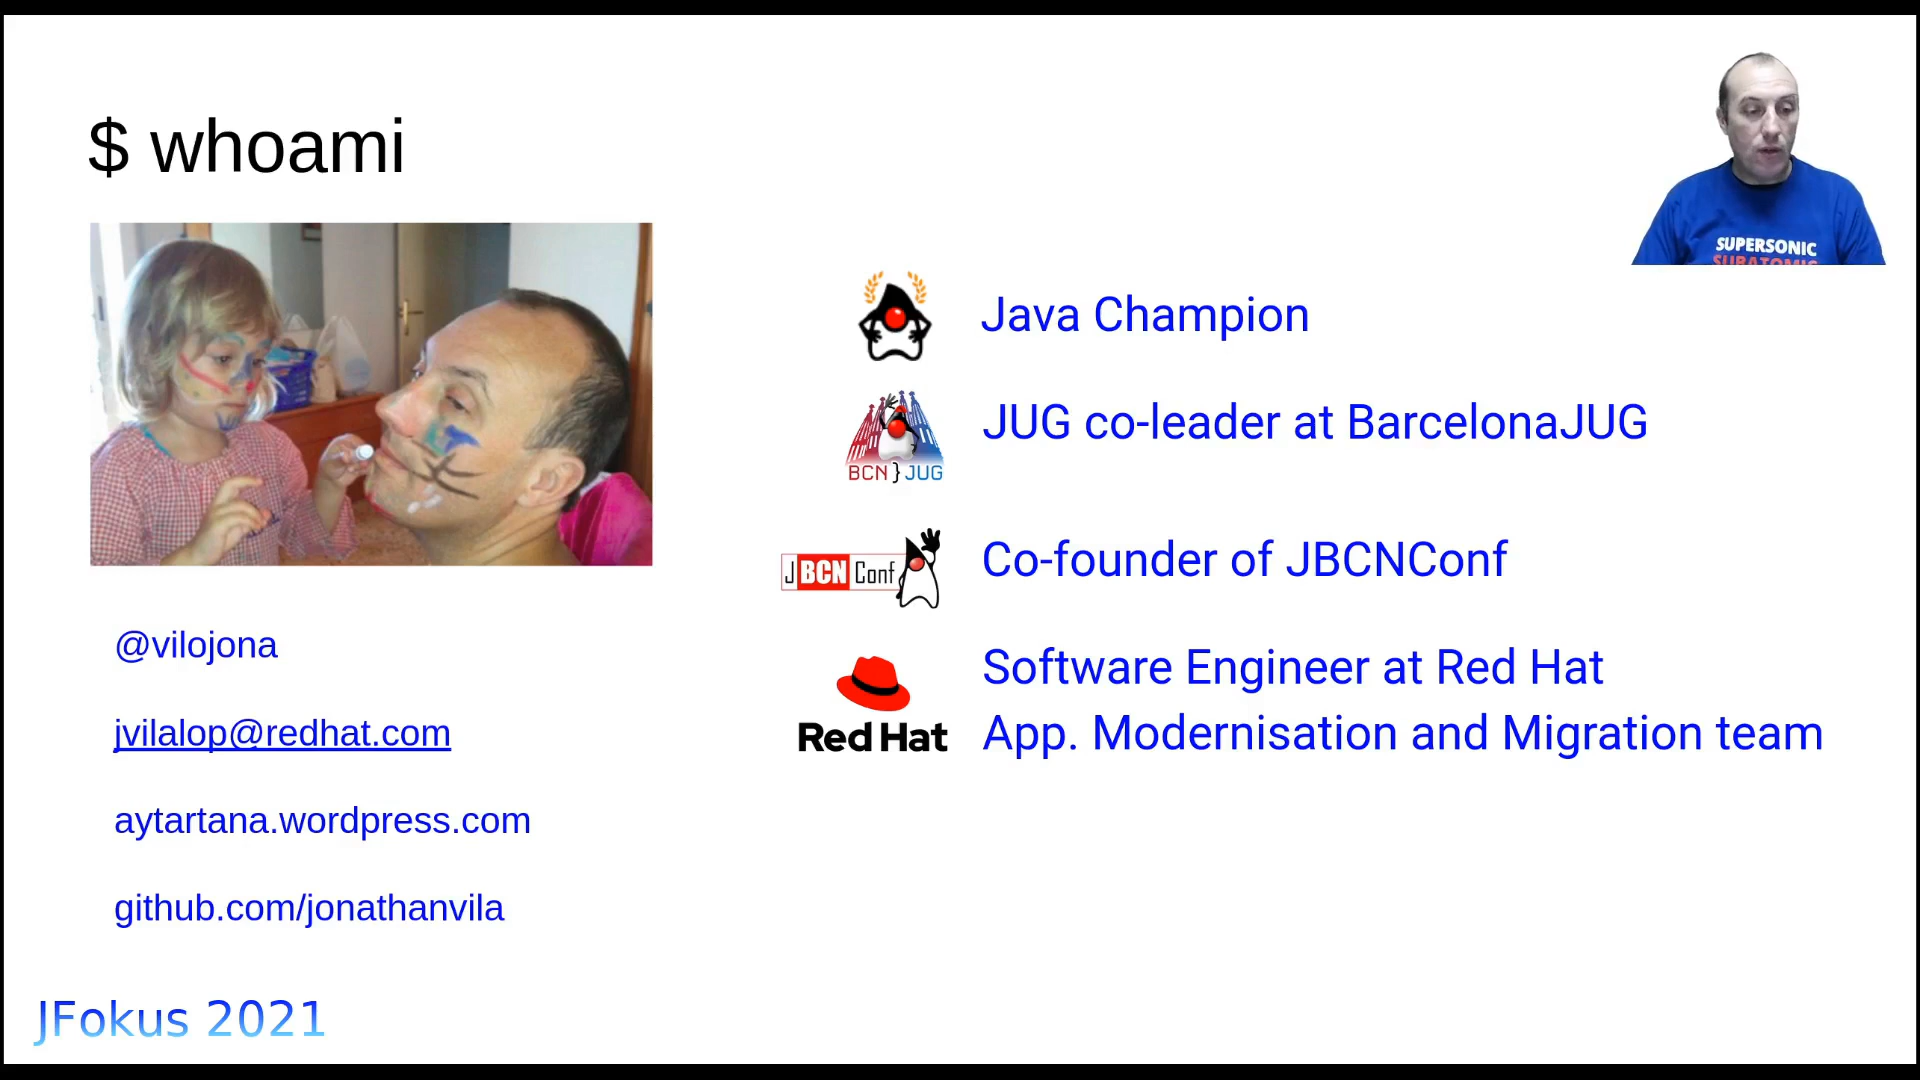 $ whoami
SUPERSONIC
SUBATOMIC
Java Champion
BCN}JUG
JUG co-leader at BarcelonaJUG
JBCNConf
Co-founder of JBCNConf
Red Hat
Software Engineer at Red Hat
App. Modernisation and Migration team
@vilojona
jvilalop@redhat.com
aytartana.wordpress.com
github.com/jonathanvila
JFokus 2021